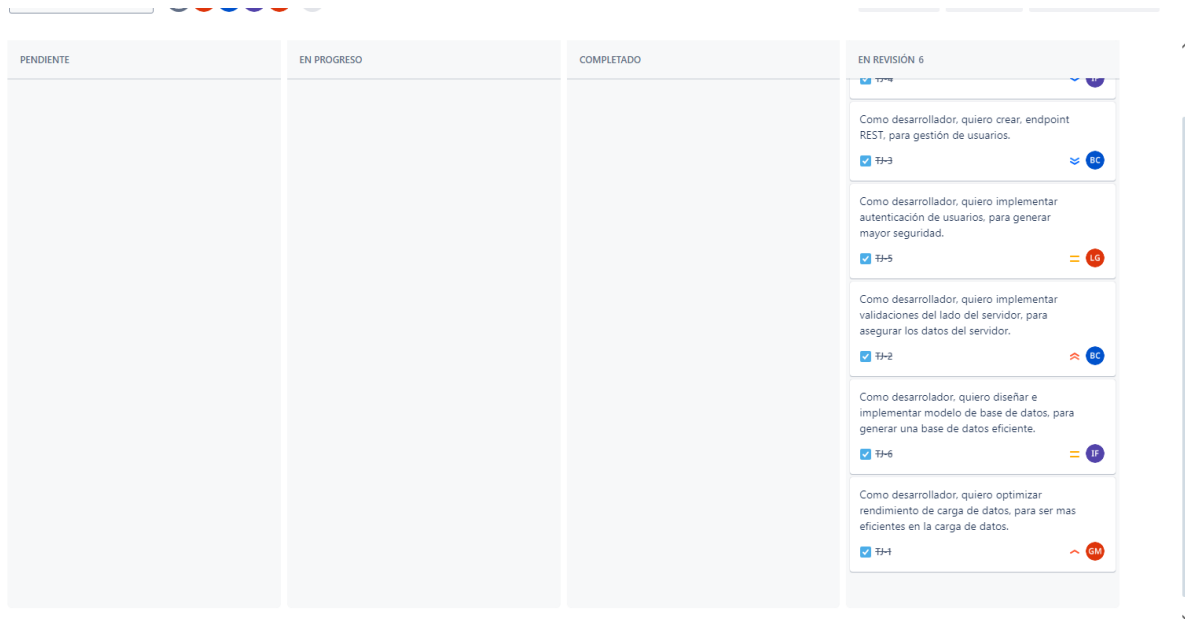 PENDIENTE
EN PROGRESO
COMPLETADO
EN REVISIÓN 6
TJ-4
IF
Como desarrollador, quiero crear, endpoint
REST, para gestión de usuarios.
TJ-3
BC
Como desarrollador, quiero implementar
autenticación de usuarios, para generar
mayor seguridad.
TJ-5
LG
Como desarrollador, quiero implementar
validaciones del lado del servidor, para
asegurar los datos del servidor.
TJ-2
BC
Como desarrolador, quiero diseñar e
implementar modelo de base de datos, para
generar una base de datos eficiente.
TJ-6
IF
Como desarrollador, quiero optimizar
rendimiento de carga de datos, para ser mas
eficientes en la carga de datos.
TJ-1
GM